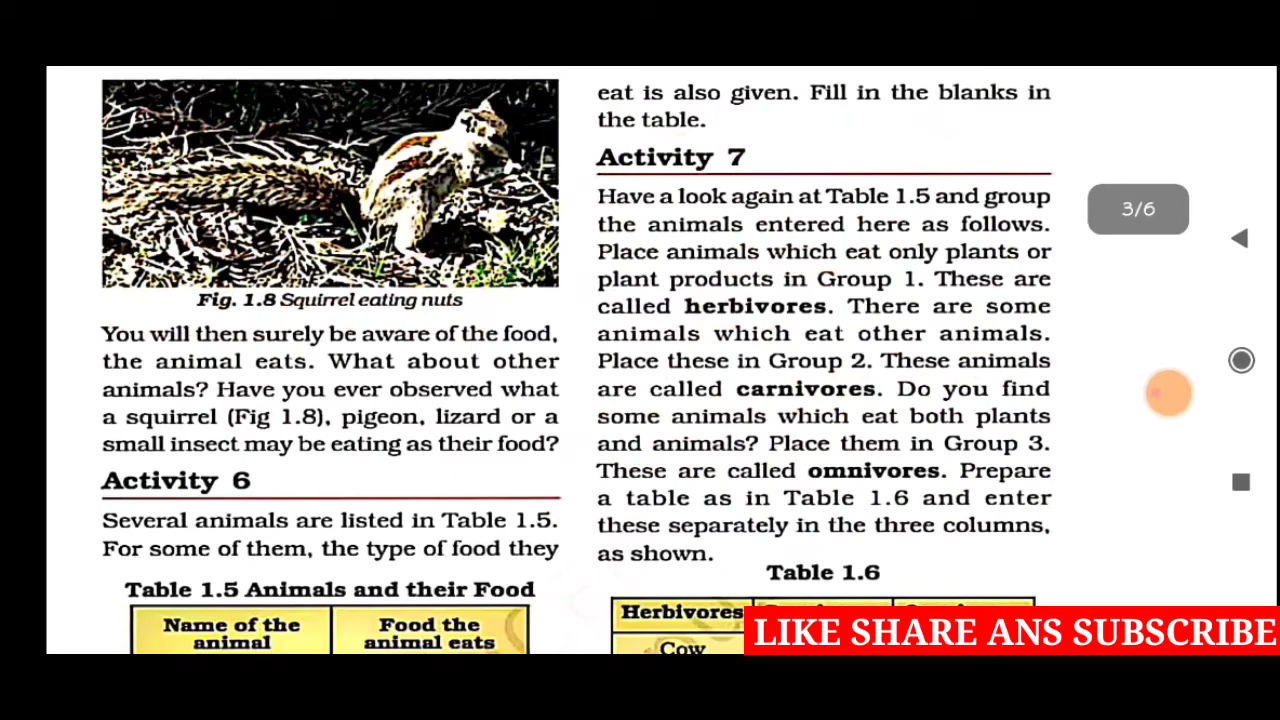 Fig. 1.8 Squirrel eating nuts
You will then surely be aware of the food,
the animal eats. What about other
animals? Have you ever observed what
a squirrel (Fig 1.8), pigeon, lizard or a
small insect may be eating as their food?
Activity 6
Several animals are listed in Table 1.5.
For some of them, the type of food they
Table 1.5 Animals and their Food
Name of the
animal
Food the
animal eats
eat is also given. Fill in the blanks in
the table.
Activity 7
Have a look again at Table 1.5 and group
the animals entered here as follows.
Place animals which eat only plants or
plant products in Group 1. These are
called herbivores. There are some
animals which eat other animals.
Place these in Group 2. These animals
are called carnivores. Do you find
some animals which eat both plants
and animals? Place them in Group 3.
These are called omnivores. Prepare
a table as in Table 1.6 and enter
these separately in the three columns,
as shown.
Table 1.6
Herbivores
Cow
3/6
LIKE SHARE ANS SUBSCRIBE